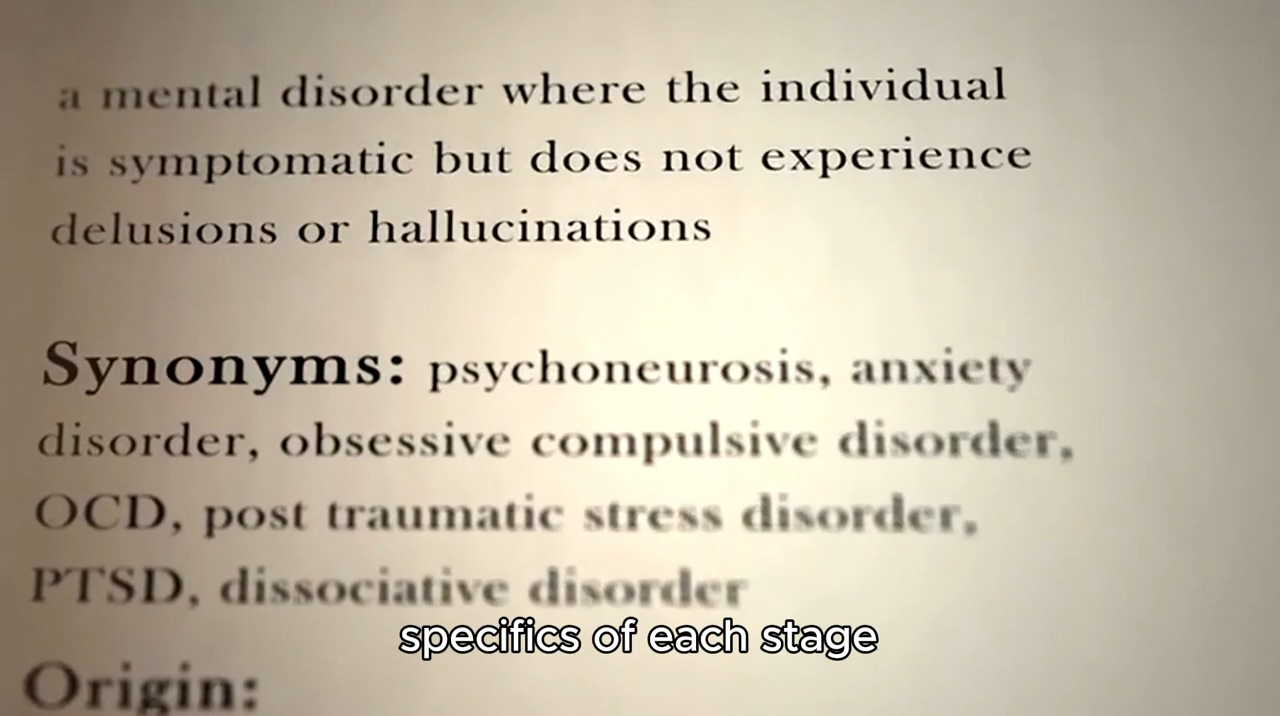 a mental disorder where the individual
is symptomatic but does not experience
delusions or hallucinations
Synonyms: psychoneurosis, anxiety
disorder, obsessive compulsive disorder,
OCD, post traumatic stress disorder,
PTSD, dissociative disorder
specifics of each stage
Origin: